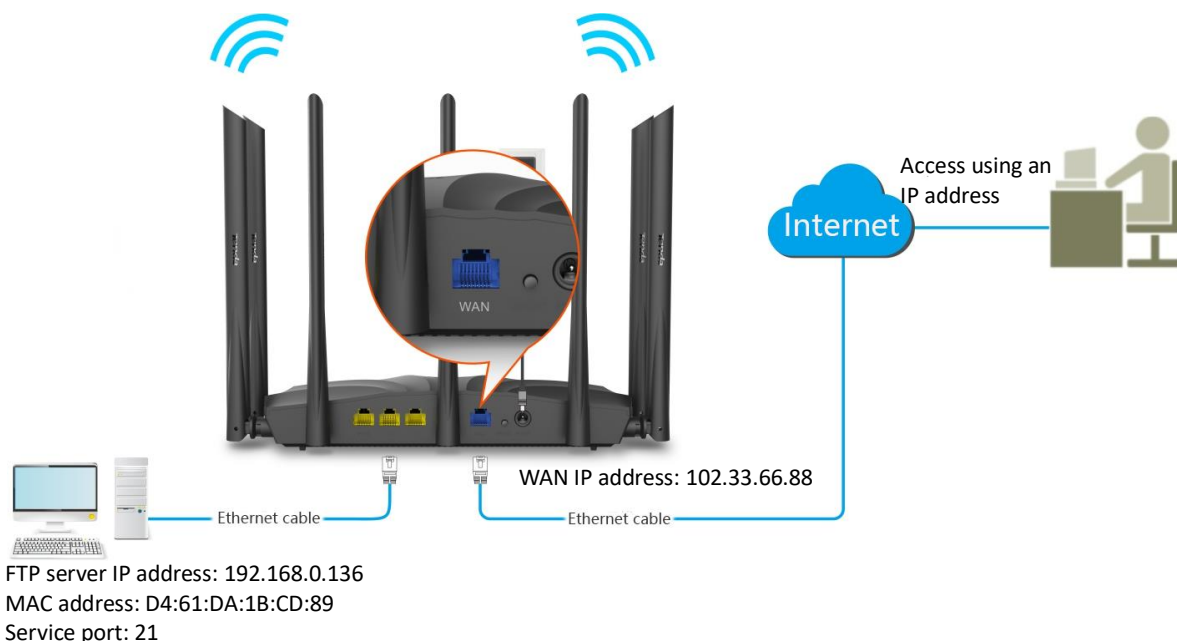 Access using an
IP address
Internet
WAN
WAN IP address: 102.33.66.88
Ethernet cable
Ethernet cable
FTP server IP address: 192.168.0.136
MAC address: D4:61:DA:1B:CD:89
Service port: 21